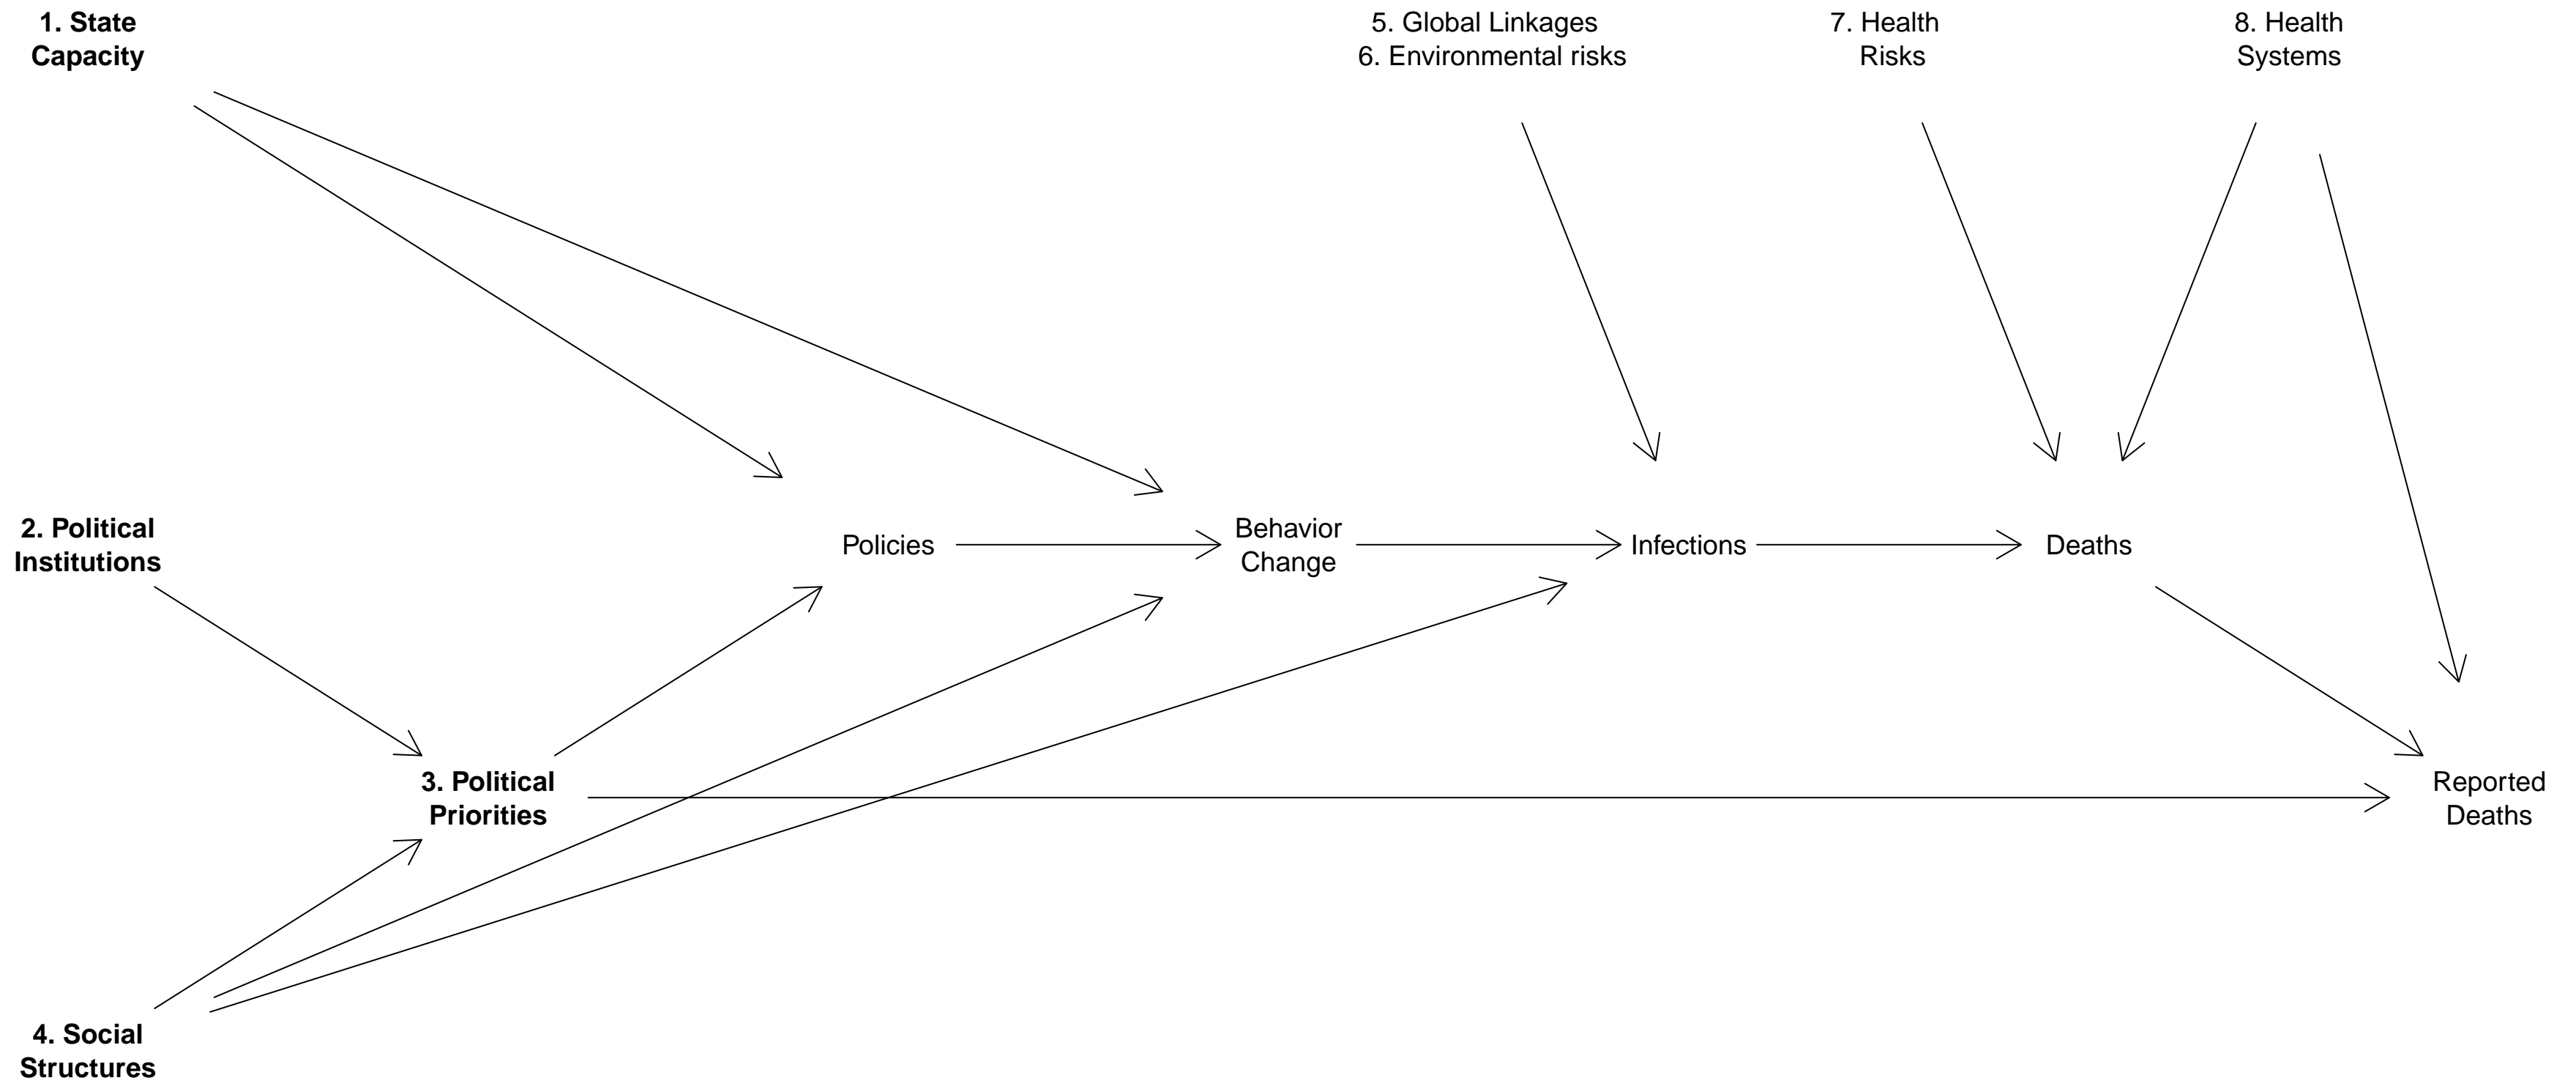 1. State
Capacity
5. Global Linkages
6. Environmental risks
7. Health
Risks
8. Health
Systems
2. Political
Institutions
Policies
Behavior
Change
Infections
Deaths
3. Political
Priorities
Reported
Deaths
4. Social
Structures